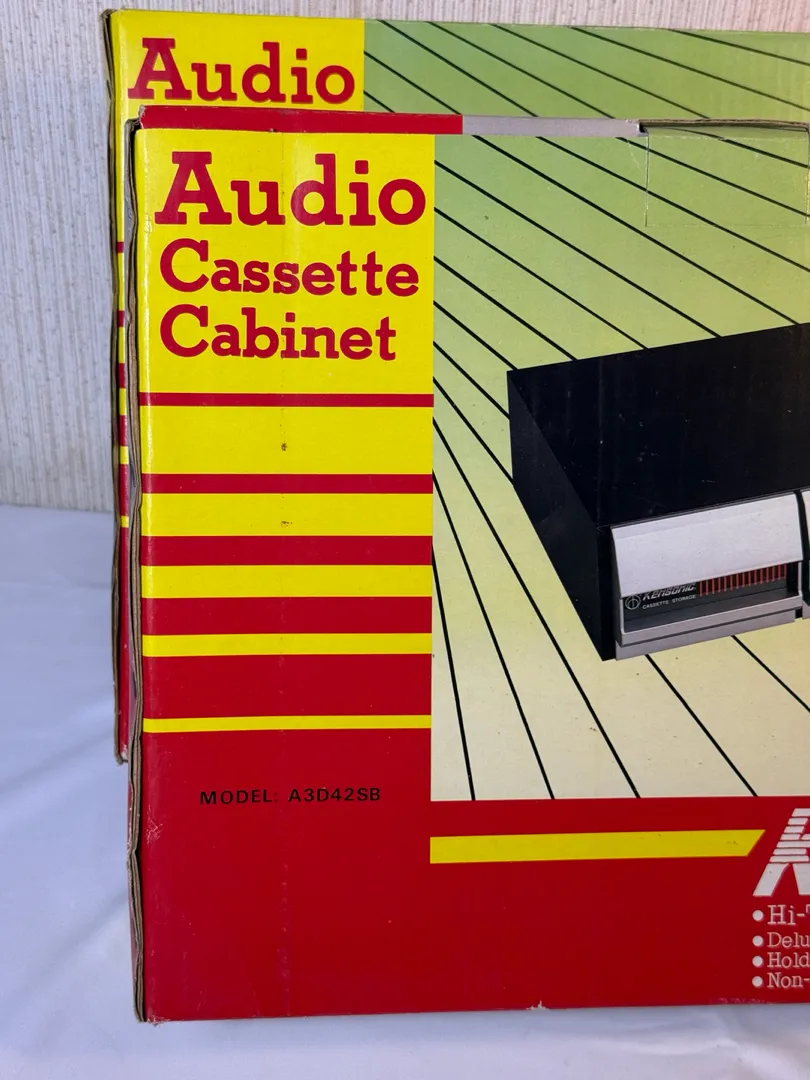 Audio
Audio
Cassette
Cabinet
Kensonic
CASSETTE STORAGE
MODEL: A3D42SB
Hi-
Delu
Hold
Non-